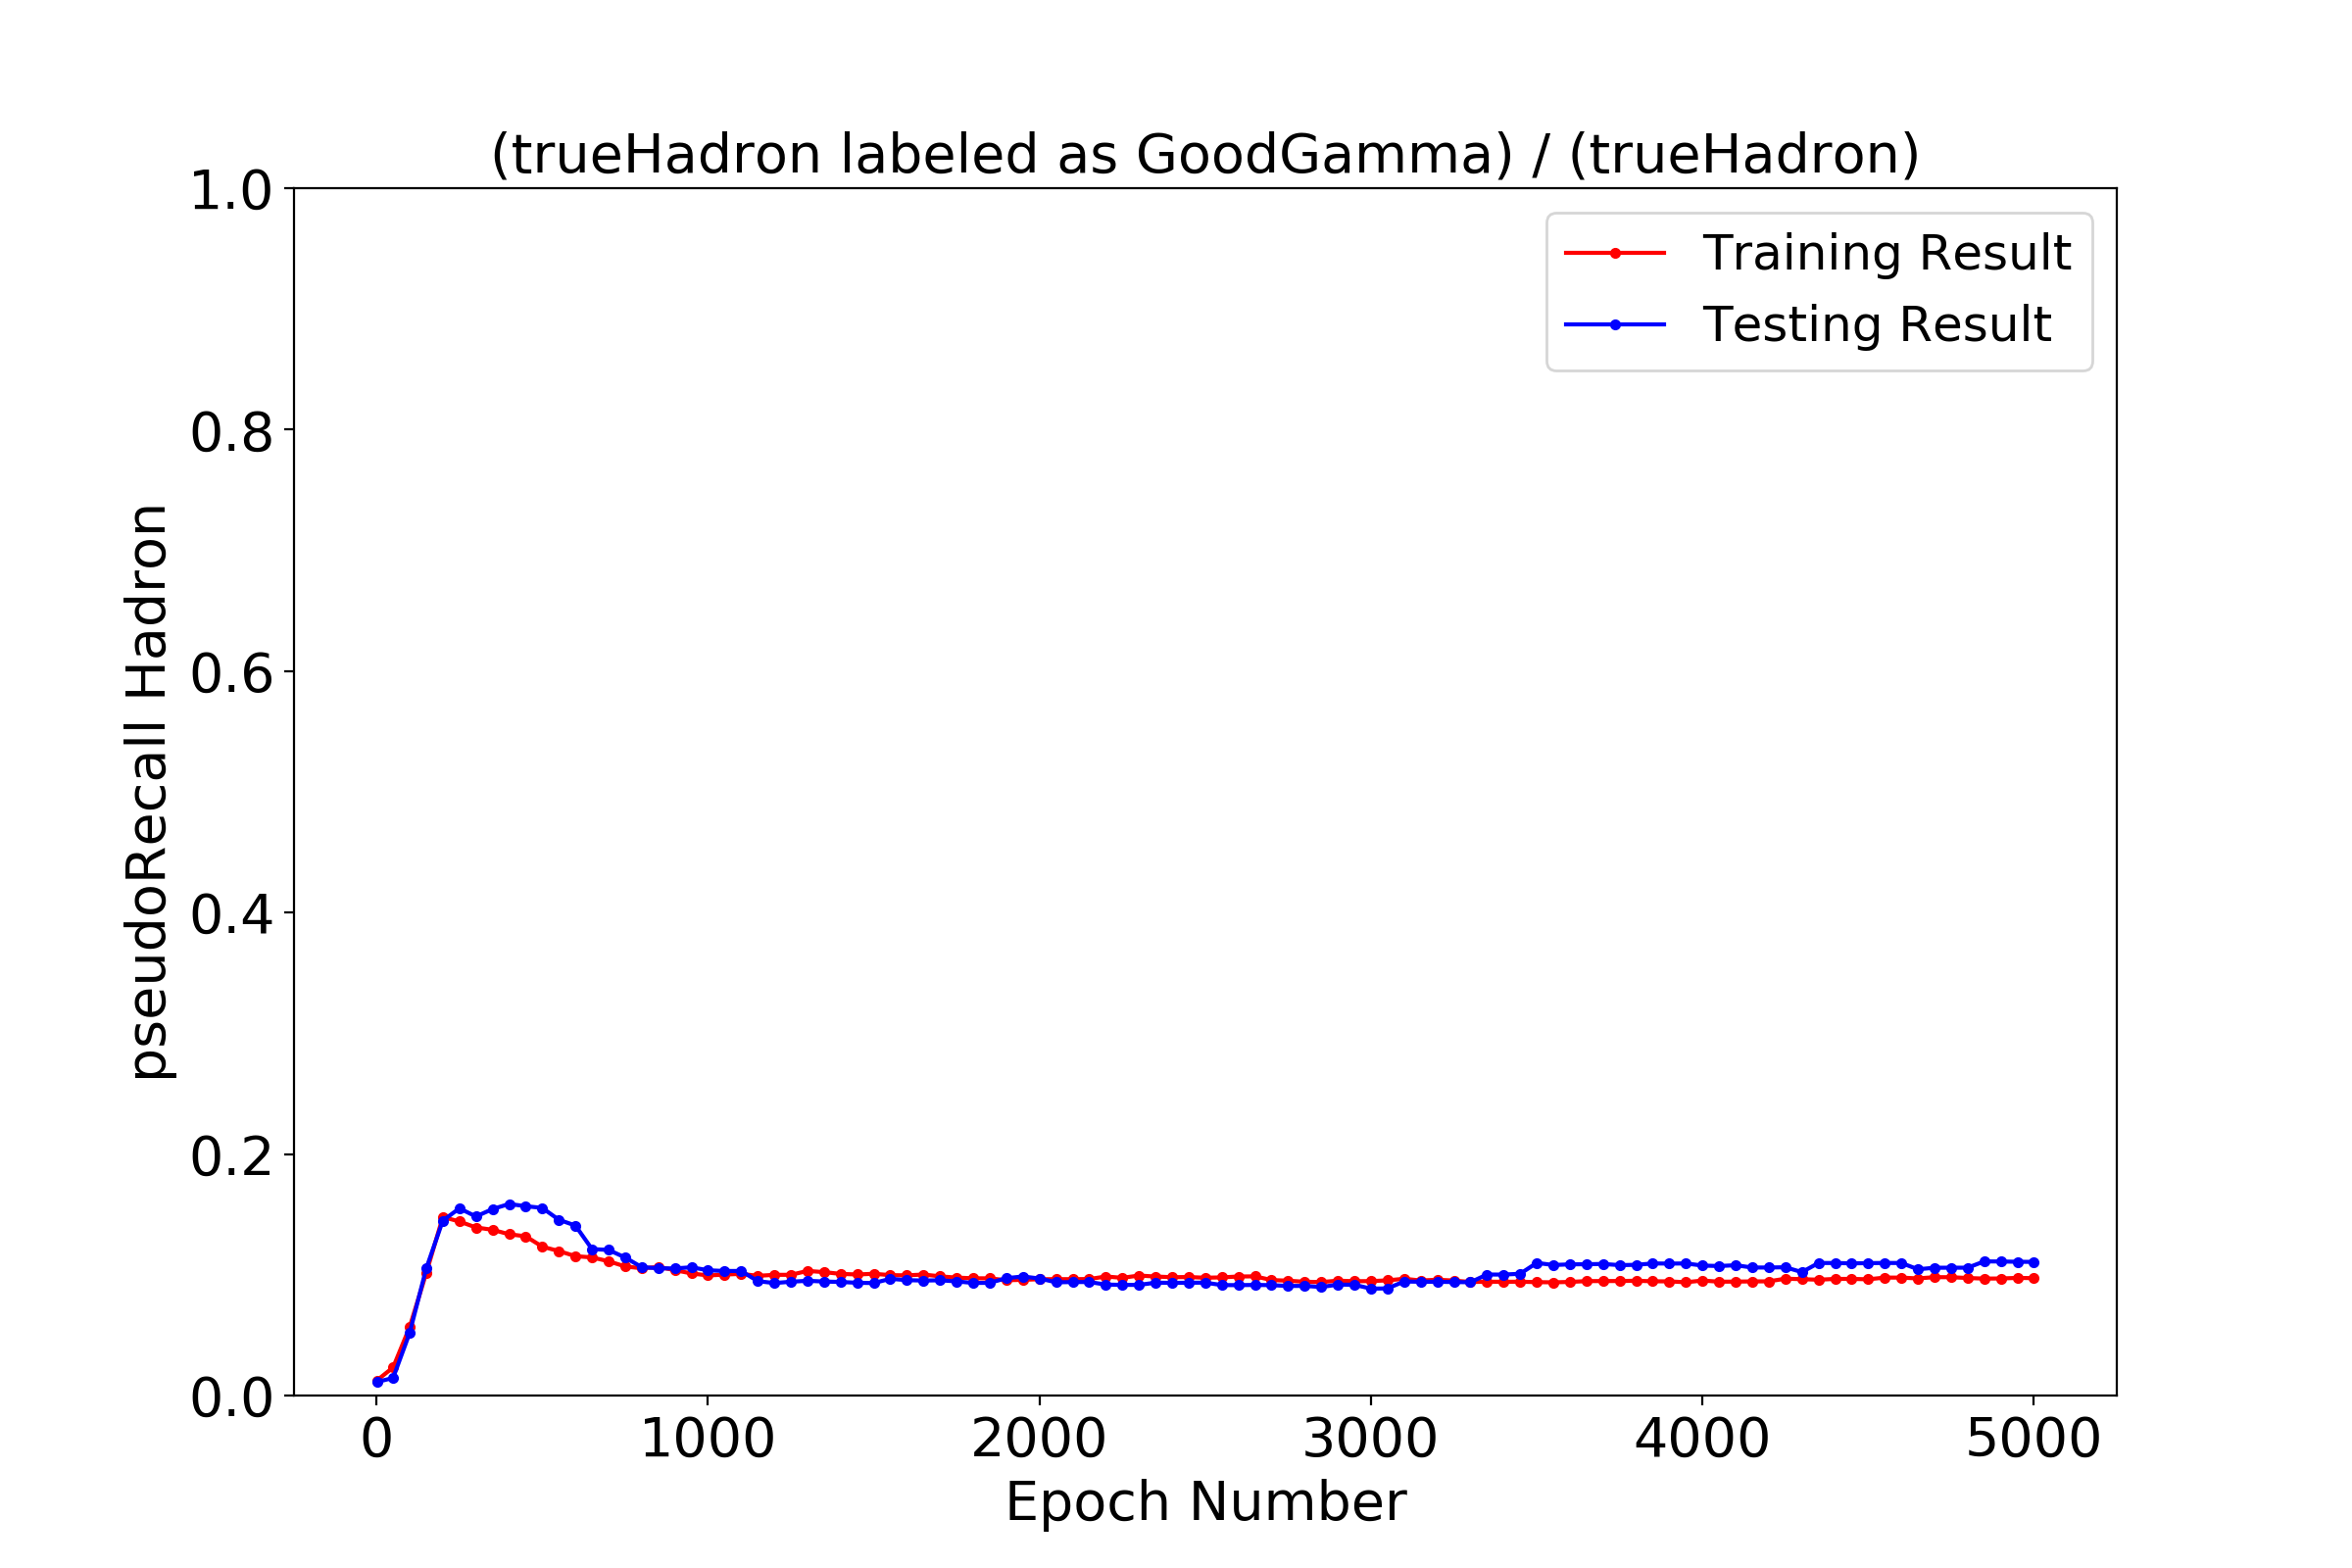 (trueHadron labeled as GoodGamma) / (trueHadron)
1.0
0.8
0.6
0.4
0.2
0.0
pseudoRecall Hadron
Training Result
Testing Result
0 1000 2000 3000 4000 5000
Epoch Number